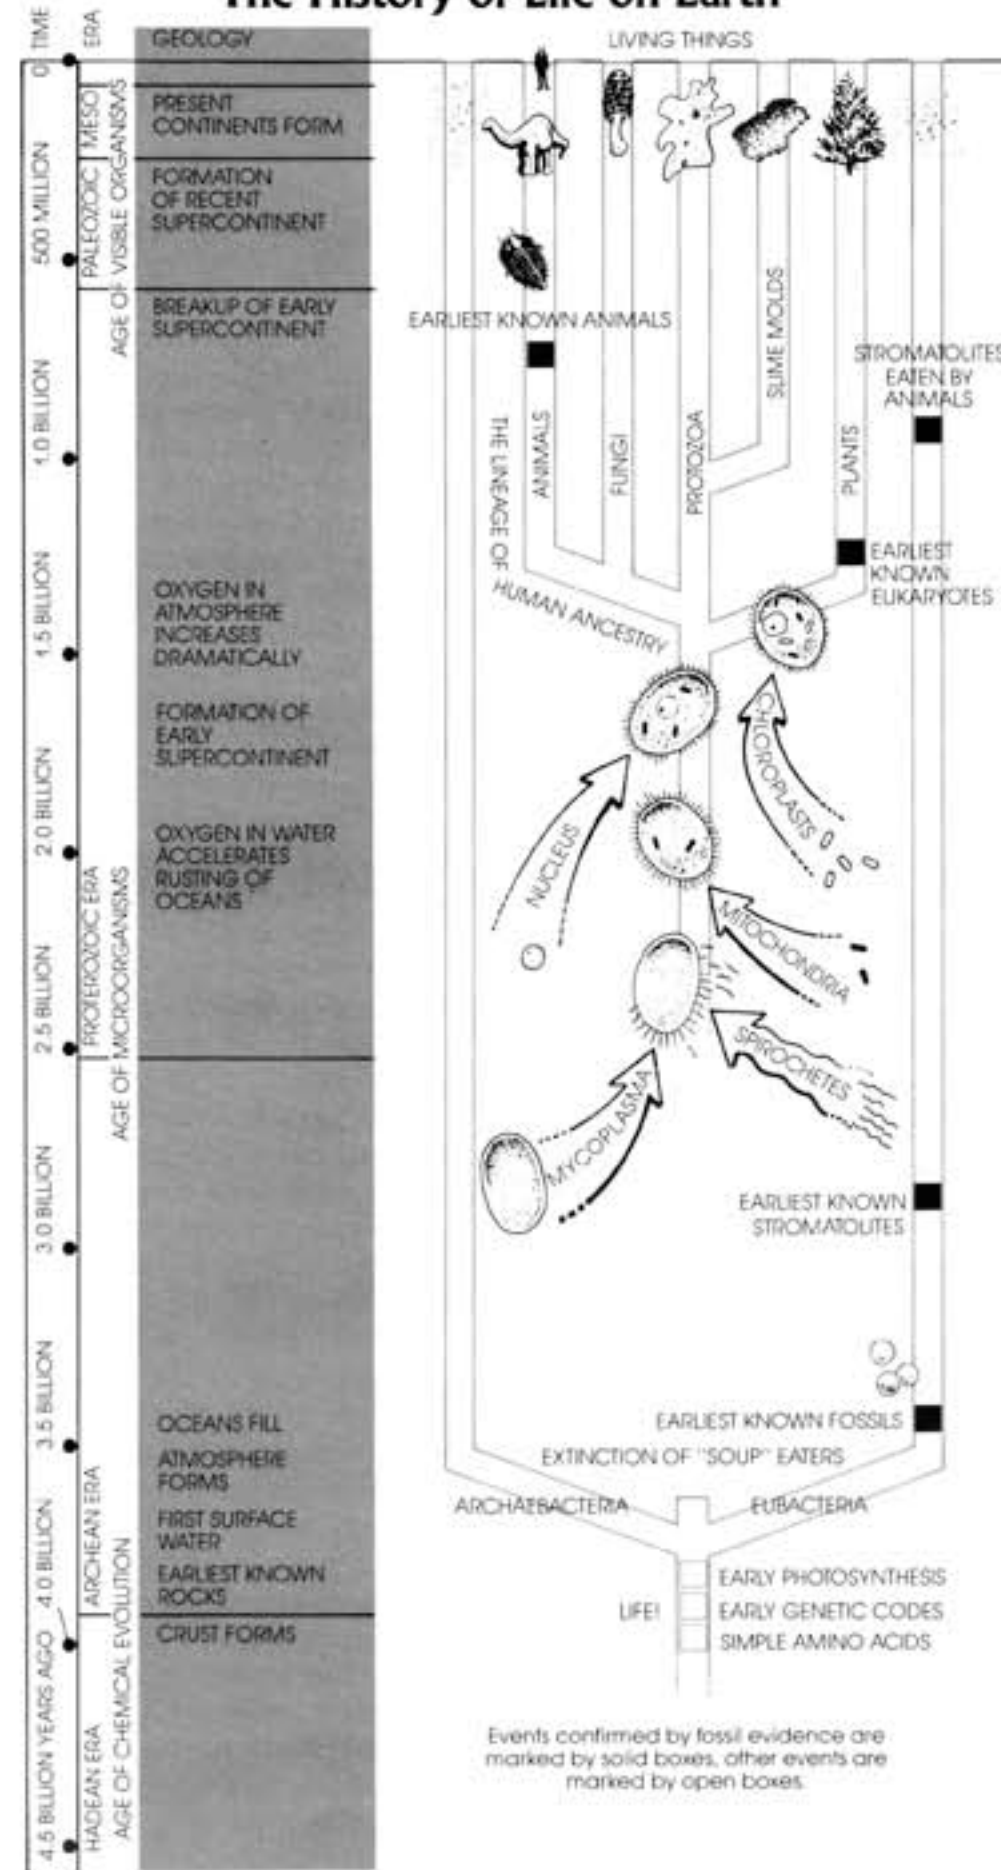 The History of Life on Earth
TIME
ERA
GEOLOGY
LIVING THINGS
0
500 MILLION
1.0 BILLION
1.5 BILLION
2.0 BILLION
2.5 BILLION
3.0 BILLION
3.5 BILLION
4.0 BILLION
4.5 BILLION YEARS AGO
MESO
PALEOZOIC
PROTEROZOIC ERA
ARCHEAN ERA
HADEAN ERA
AGE OF VISIBLE ORGANISMS
AGE OF MICROORGANISMS
AGE OF CHEMICAL EVOLUTION
PRESENT
CONTINENTS FORM
FORMATION
OF RECENT
SUPERCONTINENT
BREAKUP OF EARLY
SUPERCONTINENT
OXYGEN IN
ATMOSPHERE
INCREASES
DRAMATICALLY
FORMATION OF
EARLY
SUPERCONTINENT
OXYGEN IN WATER
ACCELERATES
RUSTING OF
OCEANS
OCEANS FILL
ATMOSPHERE
FORMS
FIRST SURFACE
WATER
EARLIEST KNOWN
ROCKS
CRUST FORMS
EARLIEST KNOWN ANIMALS
SLIME MOLDS
STROMATOLITES
EATEN BY
ANIMALS
THE LINEAGE OF
HUMAN ANCESTRY
ANIMALS
FUNGI
PROTOZOA
PLANTS
EARLIEST
KNOWN
EUKARYOTES
CHLOROPLASTS
NUCLEUS
MITOCHONDRIA
SPIROCHETES
MYCOPLASMA
EARLIEST KNOWN
STROMATOLITES
EARLIEST KNOWN FOSSILS
EXTINCTION OF "SOUP" EATERS
ARCHAEBACTERIA
EUBACTERIA
EARLY PHOTOSYNTHESIS
LIFE!
EARLY GENETIC CODES
SIMPLE AMINO ACIDS
Events confirmed by fossil evidence are
marked by solid boxes, other events are
marked by open boxes.